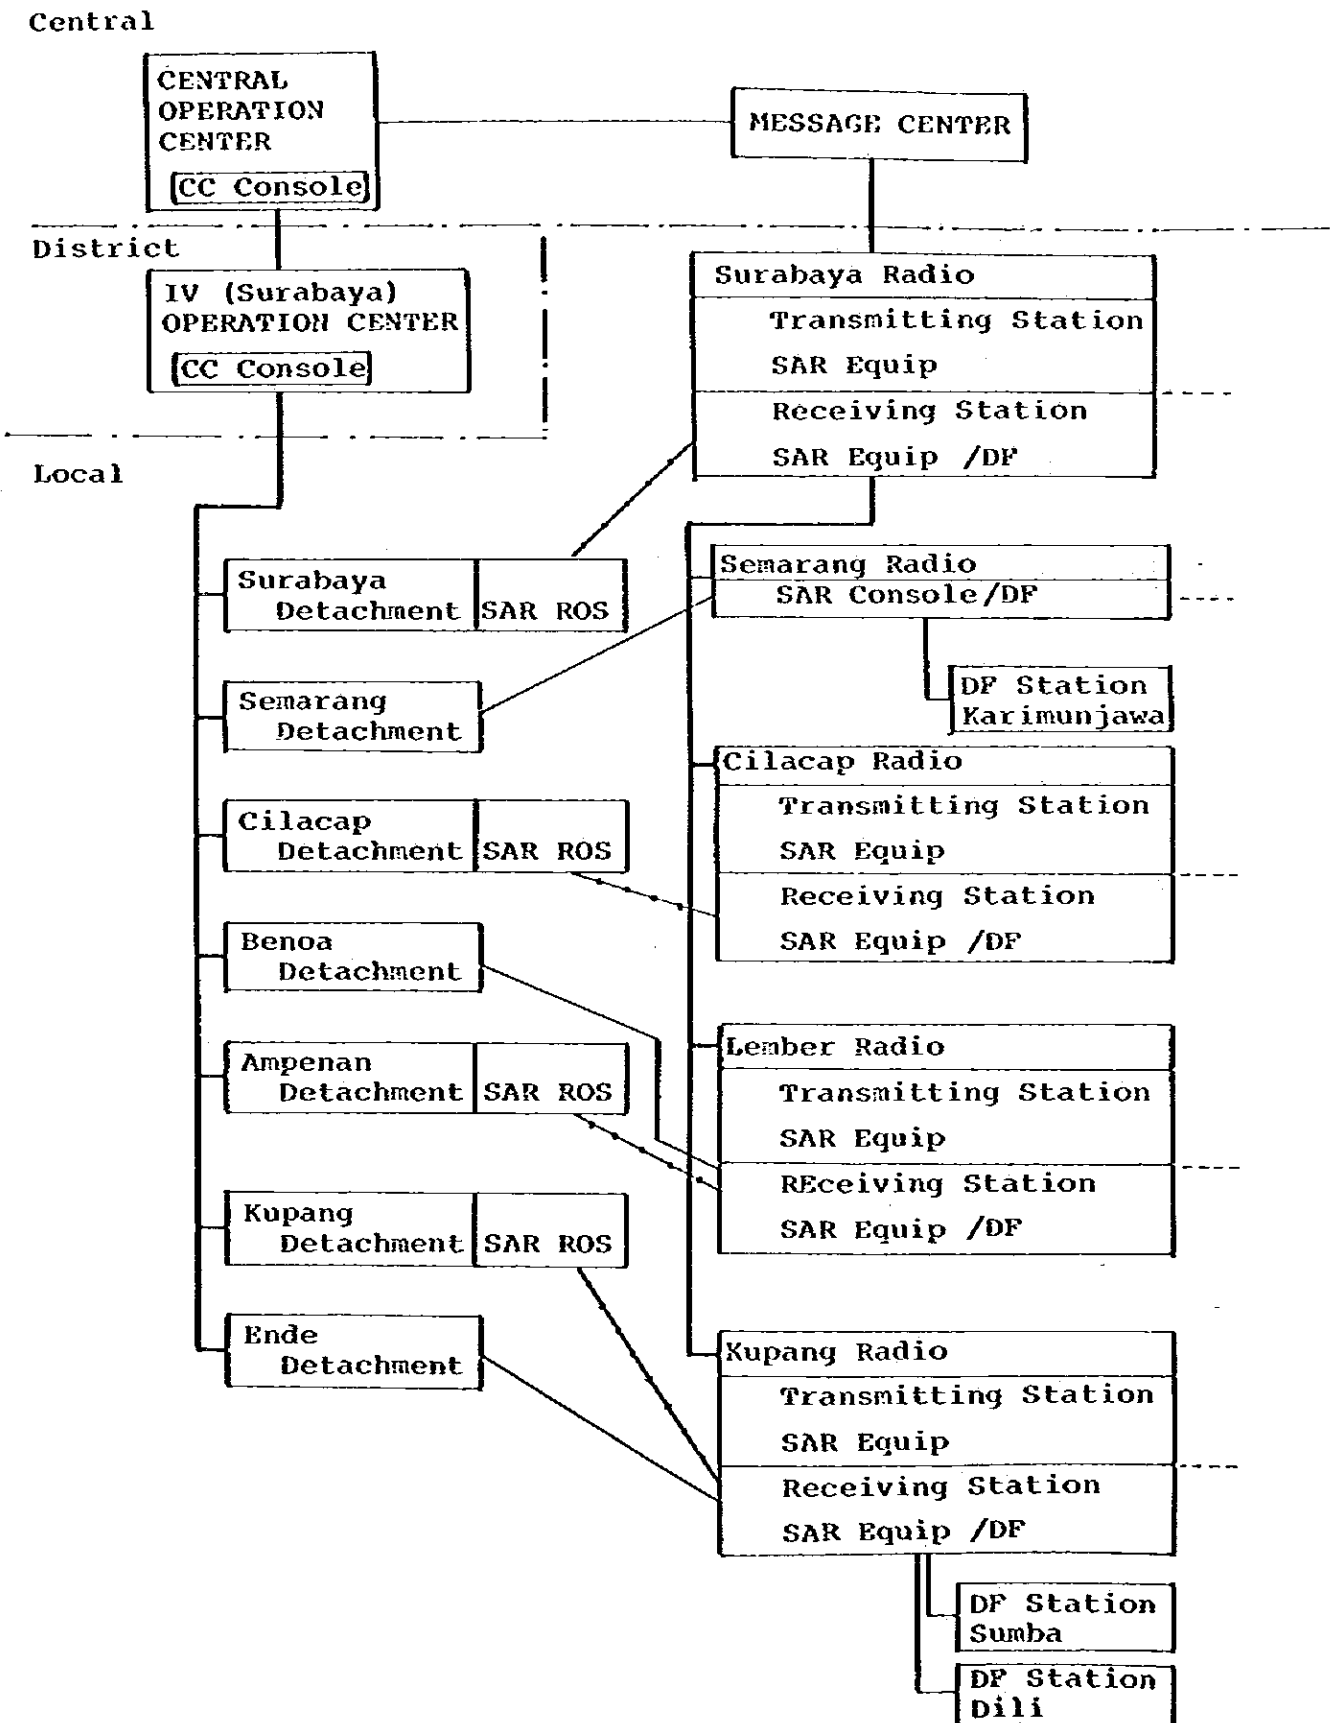 Central
CENTRAL
OPERATION
CENTER
CC Console
MESSAGE CENTER
District
IV (Surabaya)
OPERATION CENTER
CC Console
Surabaya Radio
Transmitting Station
SAR Equip
Receiving Station
SAR Equip /DF
Local
Surabaya
Detachment
SAR ROS
Semarang
Detachment
Cilacap
Detachment
SAR ROS
Benoa
Detachment
Ampenan
Detachment
SAR ROS
Kupang
Detachment
SAR ROS
Ende
Detachment
Semarang Radio
SAR Console/DF
DF Station
Karimunjawa
Cilacap Radio
Transmitting Station
SAR Equip
Receiving Station
SAR Equip /DF
Lember Radio
Transmitting Station
SAR Equip
REceiving Station
SAR Equip /DF
Kupang Radio
Transmitting Station
SAR Equip
Receiving Station
SAR Equip /DF
DF Station
Sumba
DF Station
Dili